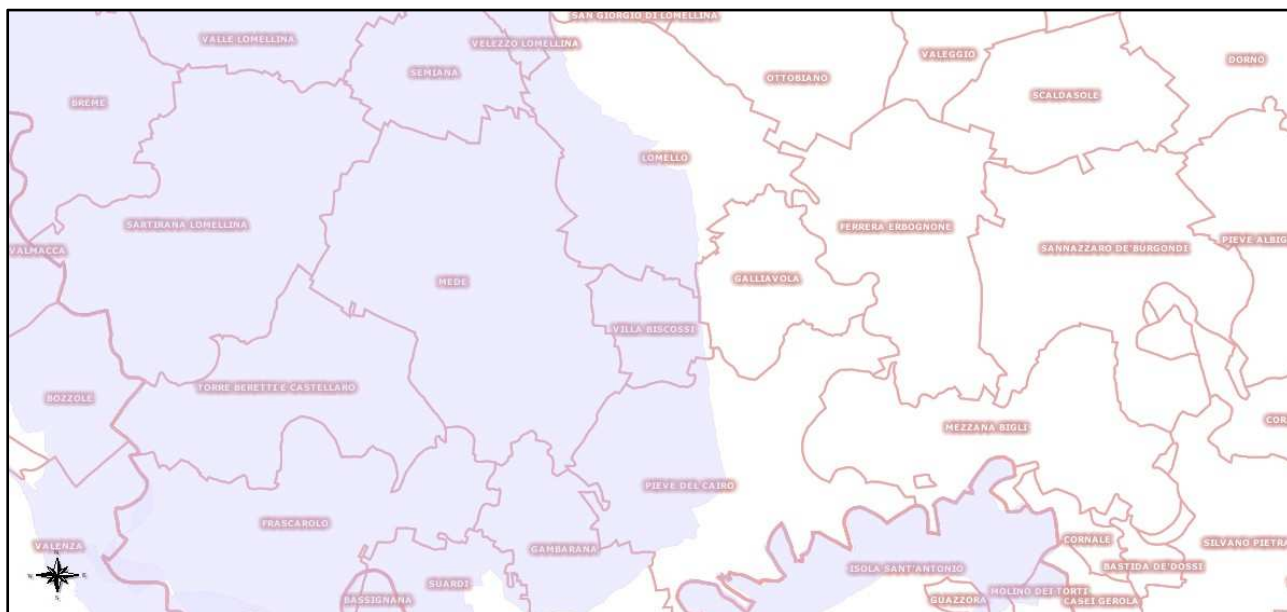 SAN GIORGIO DI LOMELLINA
VALLE LOMELLINA
VELEZZO LOMELLINA
VALEGGIO
DORNO
SEMIANA
OTTOBIANO
SCALDASOLE
BREME
LOMELLO
SARTIRANA LOMELLINA
FERRERA ERBOGNONE
PIEVE ALBIG
SANNAZZARO DE'BURGONDI
VALMACCA
MEDE
GALLIAVOLA
VILLA BISCOSSI
TORRE BERETTI E CASTELLARO
BOZZOLE
COR
MEZZANA BIGLI
PIEVE DEL CAIRO
FRASCAROLO
VALENZA
GAMBARANA
CORNALE
SILVANO PIETRA
ISOLA SANT'ANTONIO
BASTIDA DE'DOSSI
SUARDI
MOLINO DEI TORTI
BASSIGNANA
GUAZZORA
CASEI GEROLA